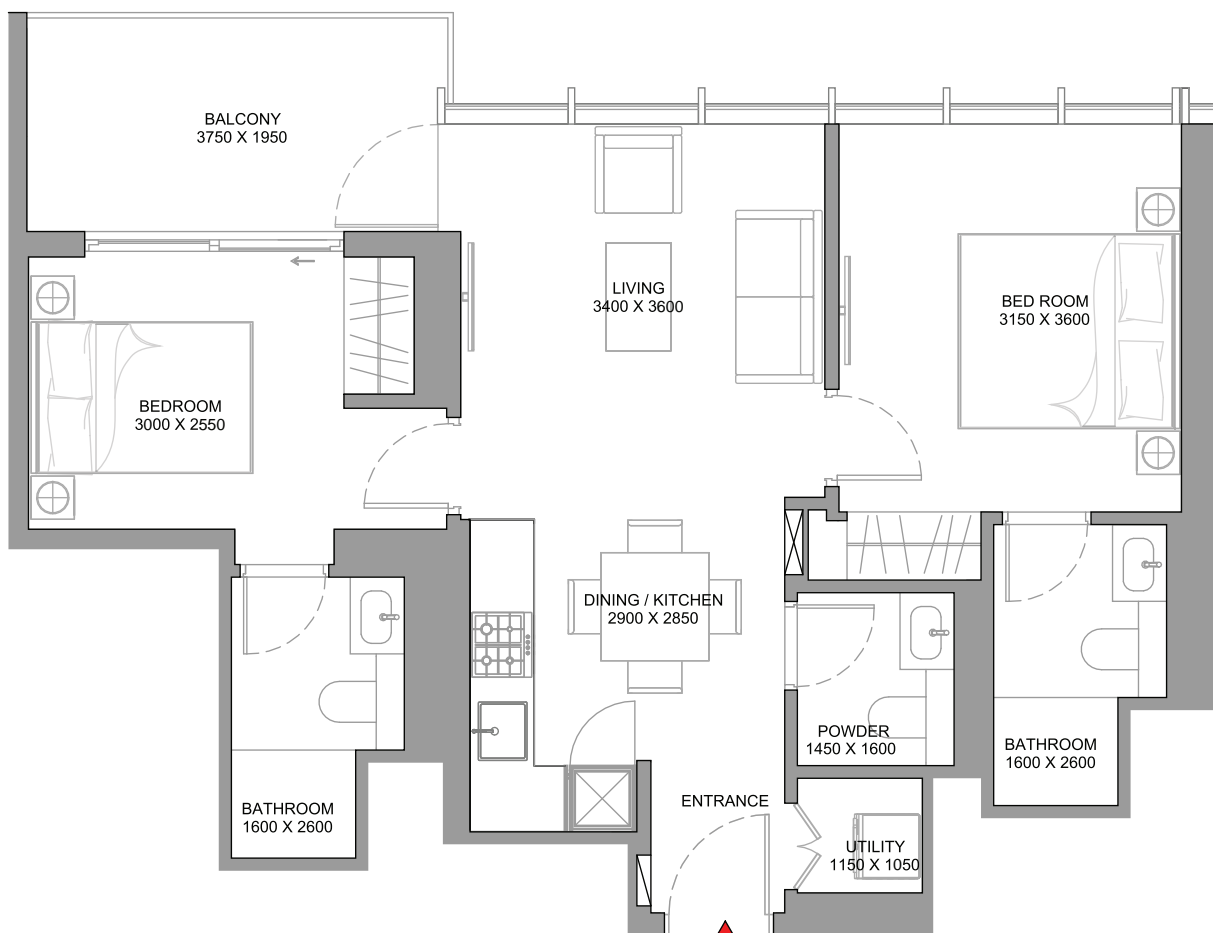 BALCONY
3750 X 1950
LIVING
3400 X 3600
BED ROOM
3150 X 3600
BEDROOM
3000 X 2550
DINING / KITCHEN
2900 X 2850
POWDER
1450 X 1600
BATHROOM
1600 X 2600
BATHROOM
1600 X 2600
ENTRANCE
UTILITY
1150 X 1050